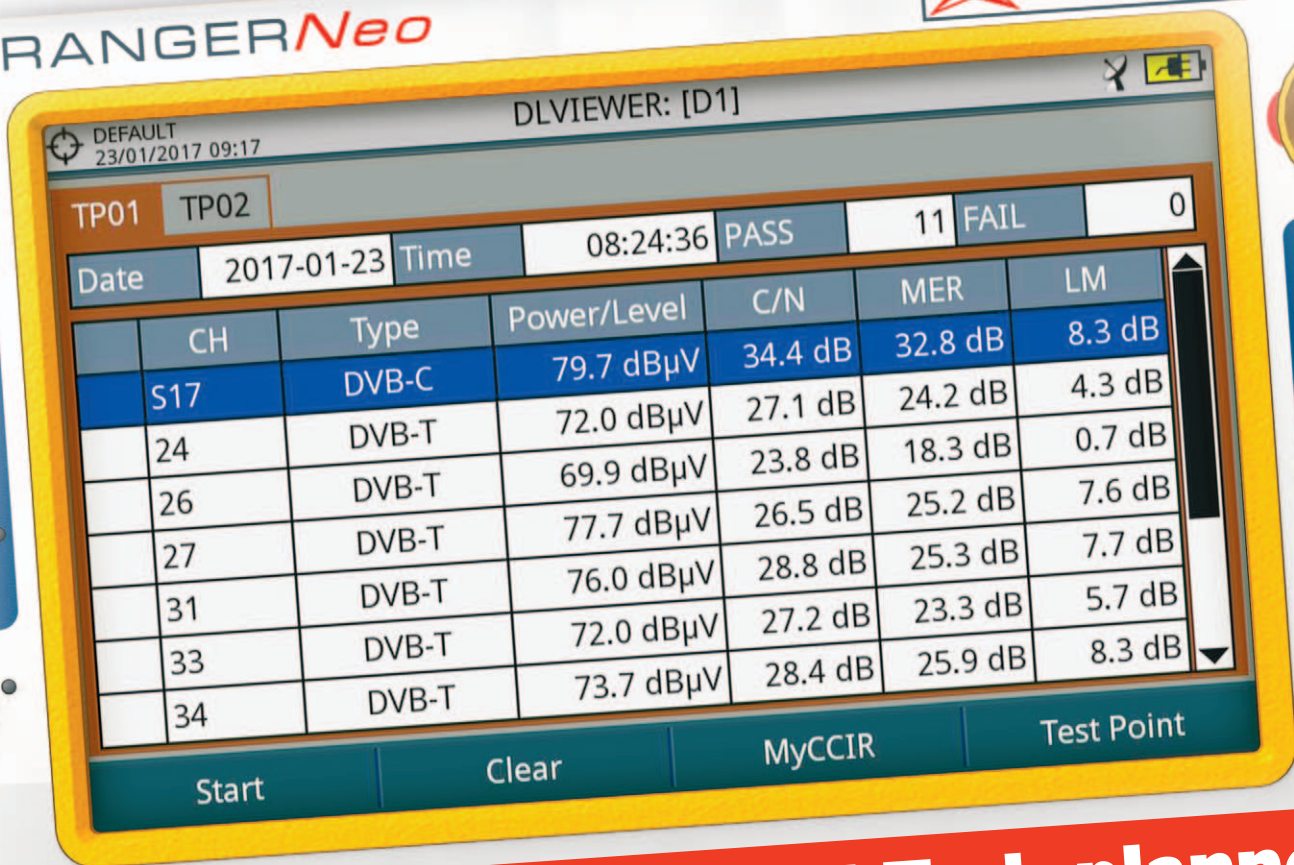 RANGERNeo
DEFAULT
23/01/2017 09:17
DLVIEWER: [D1]
TP01 TP02
Date 2017-01-23 Time 08:24:36 PASS 11 FAIL 0
CH Type Power/Level C/N MER LM
S17 DVB-C 79.7 dBµV 34.4 dB 32.8 dB 8.3 dB
24 DVB-T 72.0 dBµV 27.1 dB 24.2 dB 4.3 dB
26 DVB-T 69.9 dBµV 23.8 dB 18.3 dB 0.7 dB
27 DVB-T 77.7 dBµV 26.5 dB 25.2 dB 7.6 dB
31 DVB-T 76.0 dBµV 28.8 dB 25.3 dB 7.7 dB
33 DVB-T 72.0 dBµV 27.2 dB 23.3 dB 5.7 dB
34 DVB-T 73.7 dBµV 28.4 dB 25.9 dB 8.3 dB
Start Clear MyCCIR Test Point